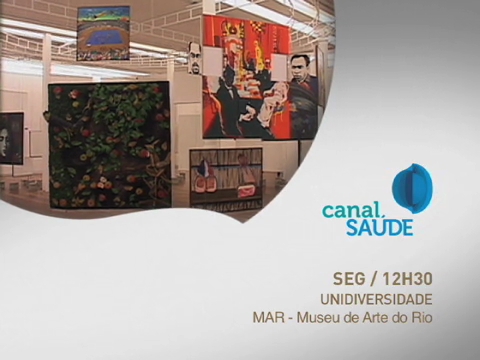 canal
SAÚDE
SEG / 12H30
UNIDIVERSIDADE
MAR - Museu de Arte do Rio